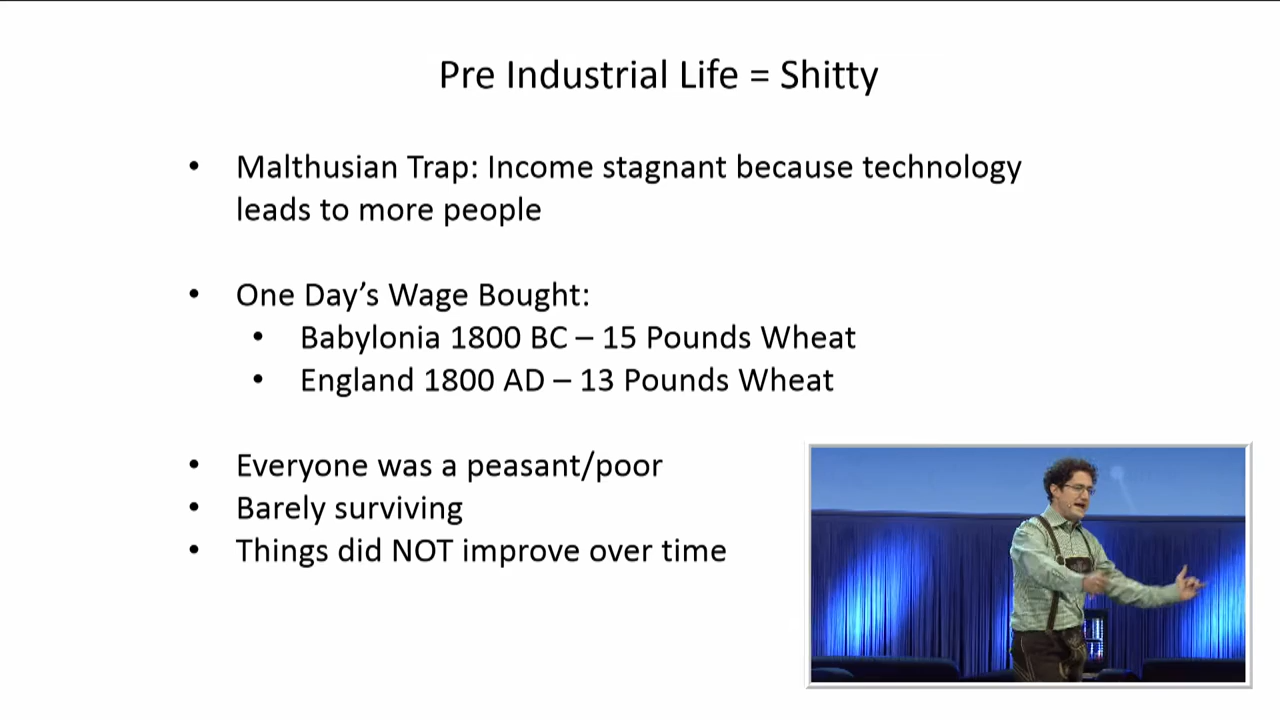 Pre Industrial Life = Shitty
• Malthusian Trap: Income stagnant because technology
leads to more people
• One Day’s Wage Bought:
• Babylonia 1800 BC – 15 Pounds Wheat
• England 1800 AD – 13 Pounds Wheat
• Everyone was a peasant/poor
• Barely surviving
• Things did NOT improve over time